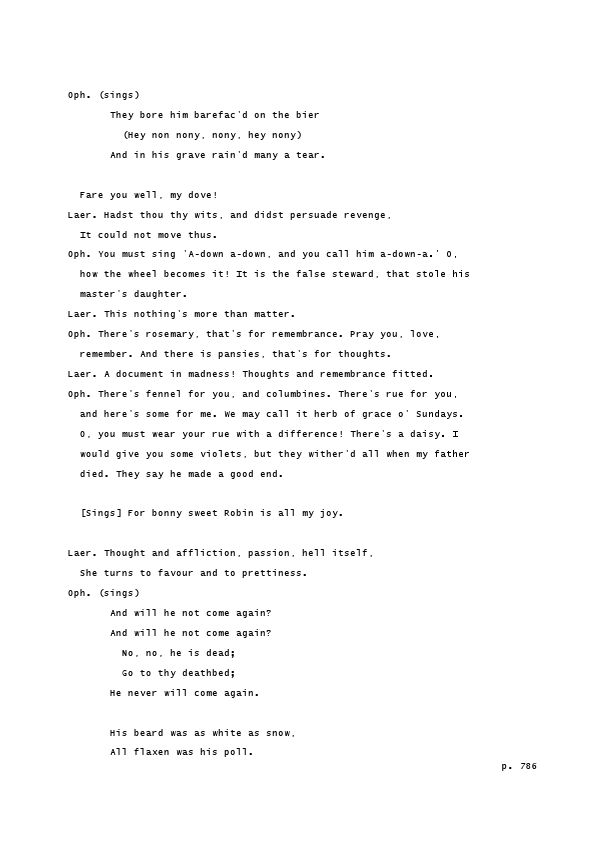 Oph. (sings)
They bore him barefac'd on the bier
(Hey non nony, nony, hey nony)
And in his grave rain'd many a tear.
Fare you well, my dove!
Laer. Hadst thou thy wits, and didst persuade revenge,
It could not move thus.
Oph. You must sing 'A-down a-down, and you call him a-down-a.' O,
how the wheel becomes it! It is the false steward, that stole his
master's daughter.
Laer. This nothing's more than matter.
Oph. There's rosemary, that's for remembrance. Pray you, love,
remember. And there is pansies, that's for thoughts.
Laer. A document in madness! Thoughts and remembrance fitted.
Oph. There's fennel for you, and columbines. There's rue for you,
and here's some for me. We may call it herb of grace o' Sundays.
O, you must wear your rue with a difference! There's a daisy. I
would give you some violets, but they wither'd all when my father
died. They say he made a good end.
[Sings] For bonny sweet Robin is all my joy.
Laer. Thought and affliction, passion, hell itself,
She turns to favour and to prettiness.
Oph. (sings)
And will he not come again?
And will he not come again?
No, no, he is dead;
Go to thy deathbed;
He never will come again.
His beard was as white as snow,
All flaxen was his poll.
p. 786